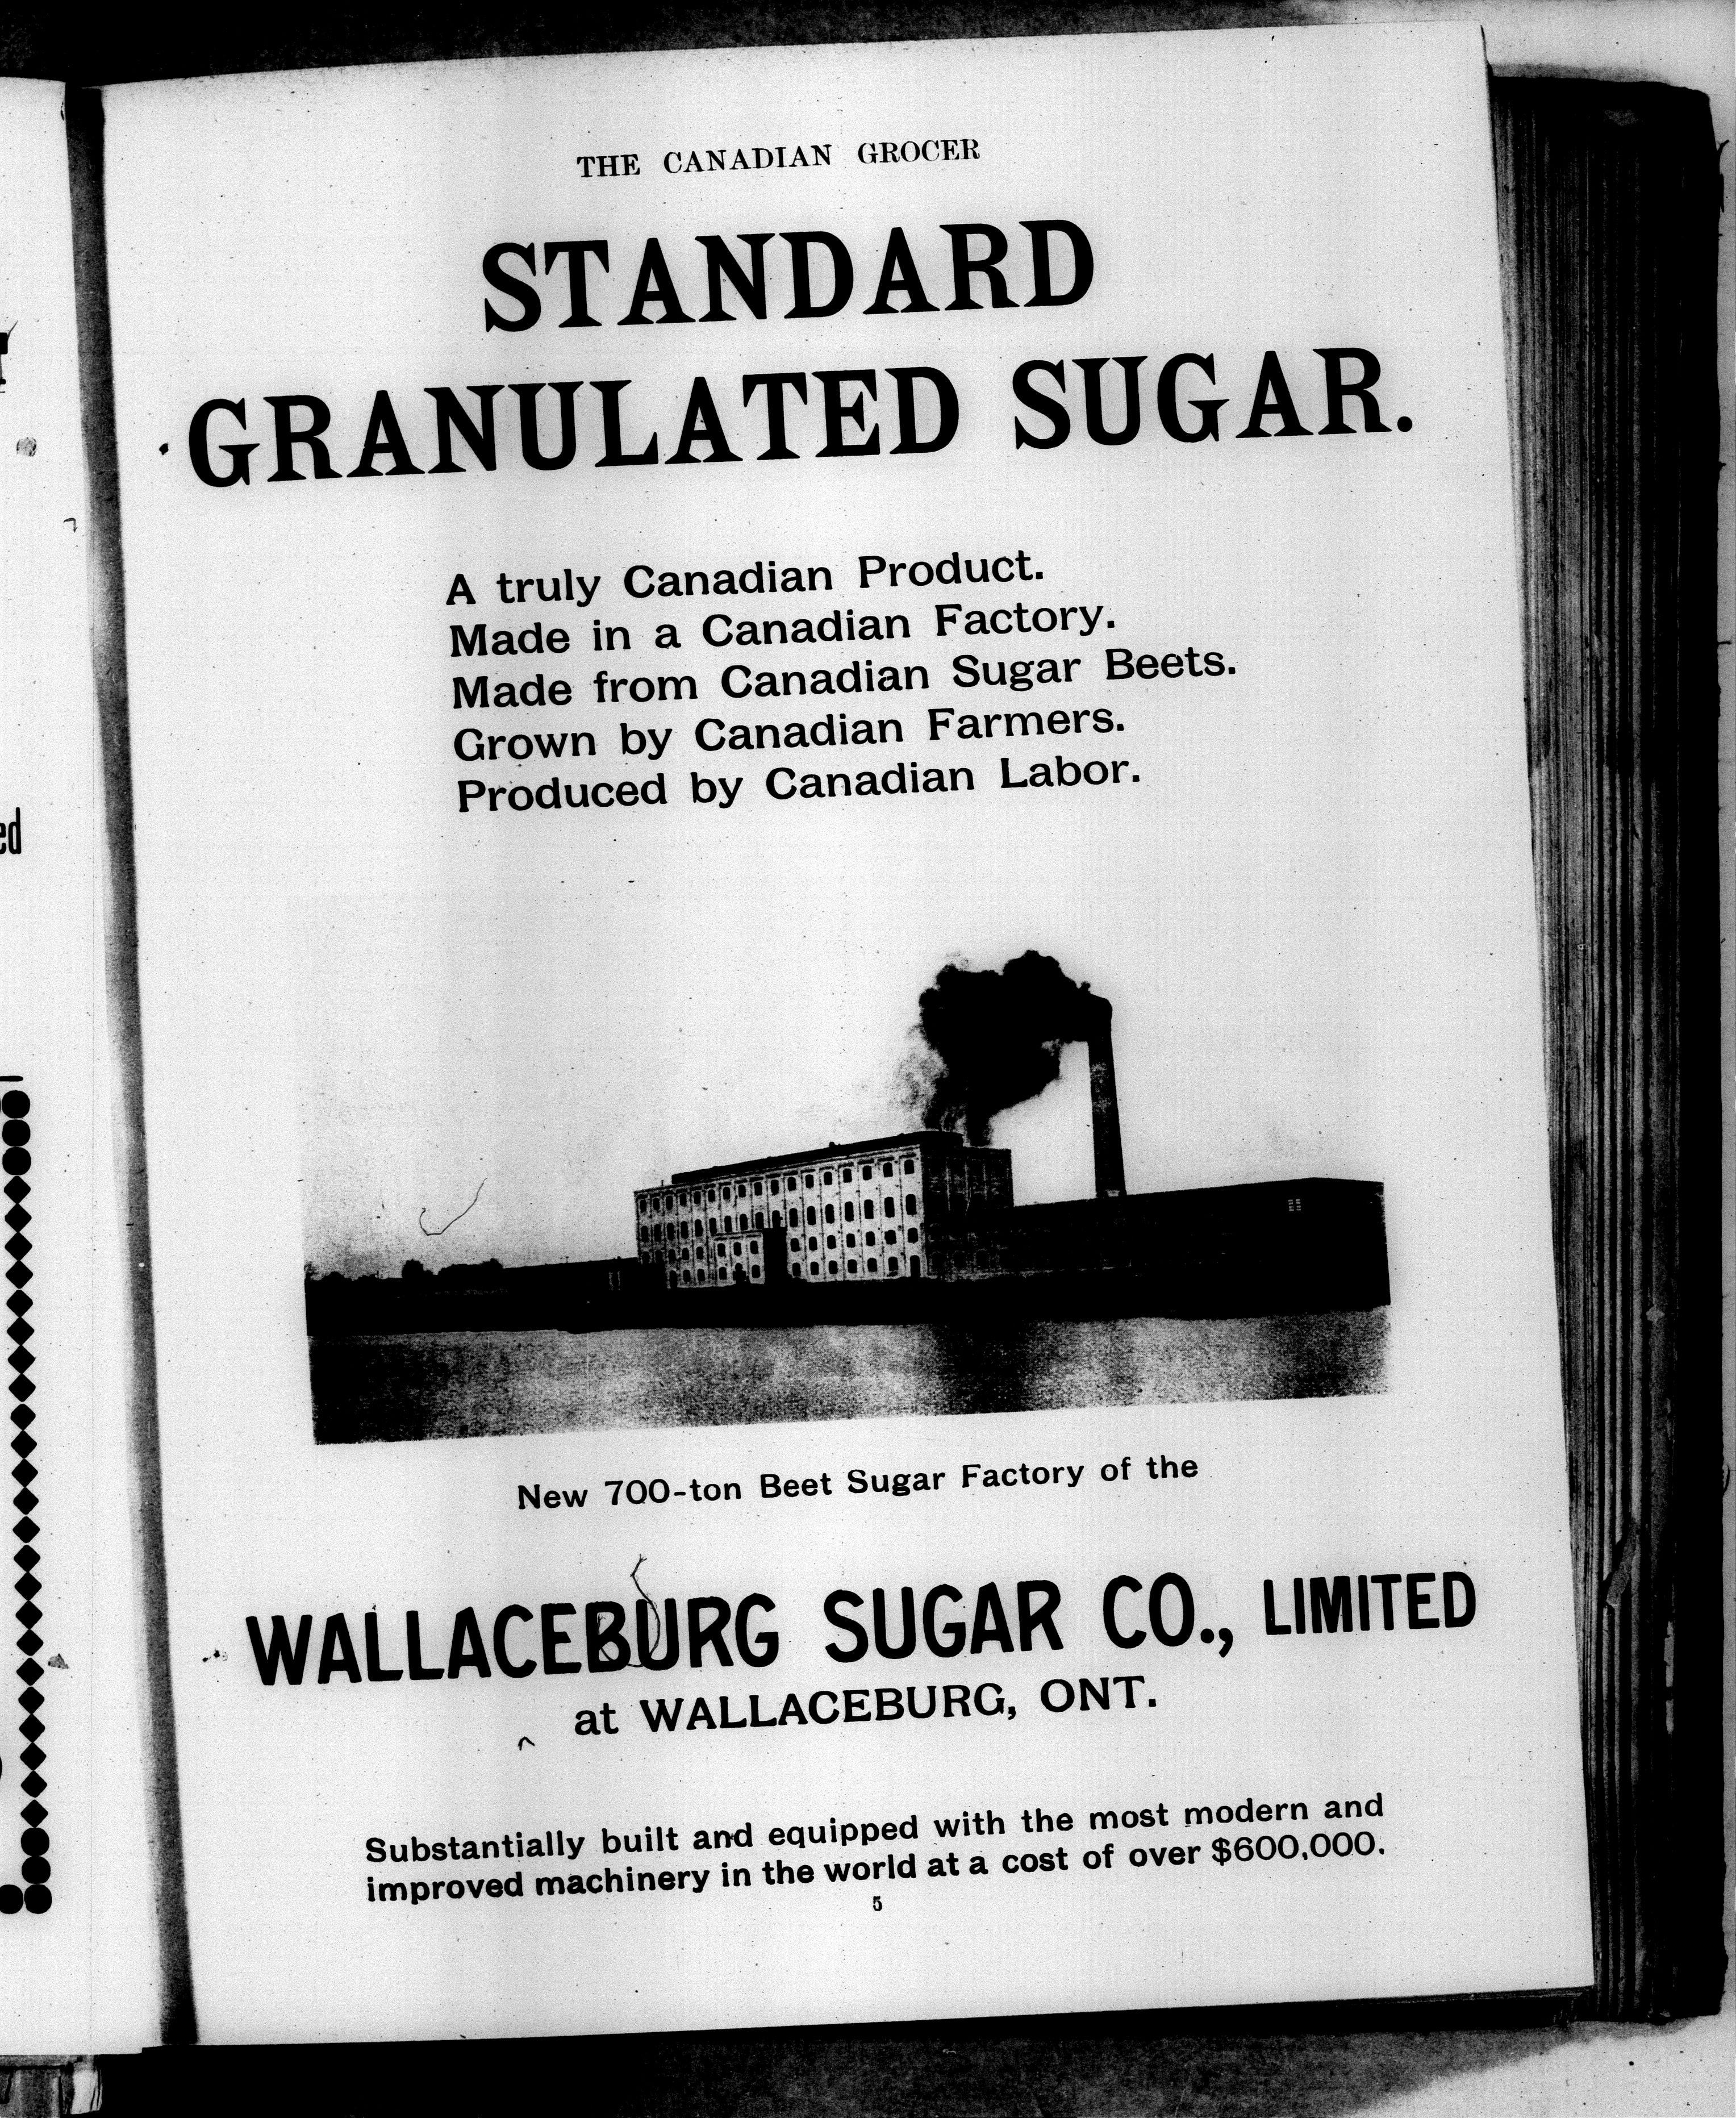 THE CANADIAN GROCER
STANDARD
GRANULATED SUGAR.
A truly Canadian Product.
Made in a Canadian Factory.
Made from Canadian Sugar Beets.
Grown by Canadian Farmers.
Produced by Canadian Labor.
New 700-ton Beet Sugar Factory of the
WALLACEBURG SUGAR CO., LIMITED
at WALLACEBURG, ONT.
Substantially built and equipped with the most modern and
improved machinery in the world at a cost of over $600,000.
5